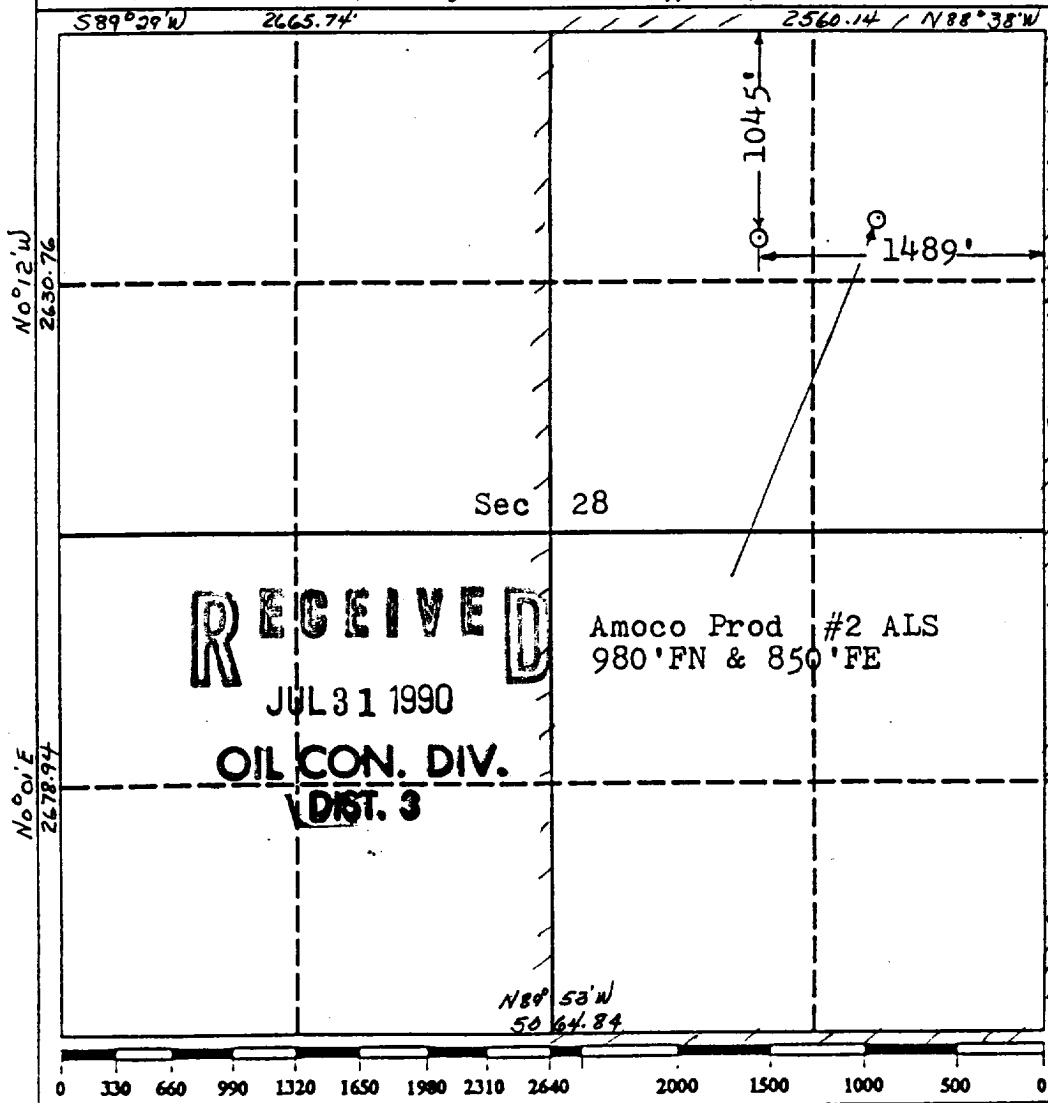 S89°29'W 2665.74' 2560.14 N88°38'W
1045'
1489'
N0°12'W
2630.76
Sec 28
Amoco Prod #2 ALS
980'FN & 850'FE
RECEIVED
JUL 31 1990
OIL CON. DIV.
DIST. 3
N0°01'E
2678.94
N89° 53'W
5064.84
0 330 660 990 1320 1650 1980 2310 2640 2000 1500 1000 500 0